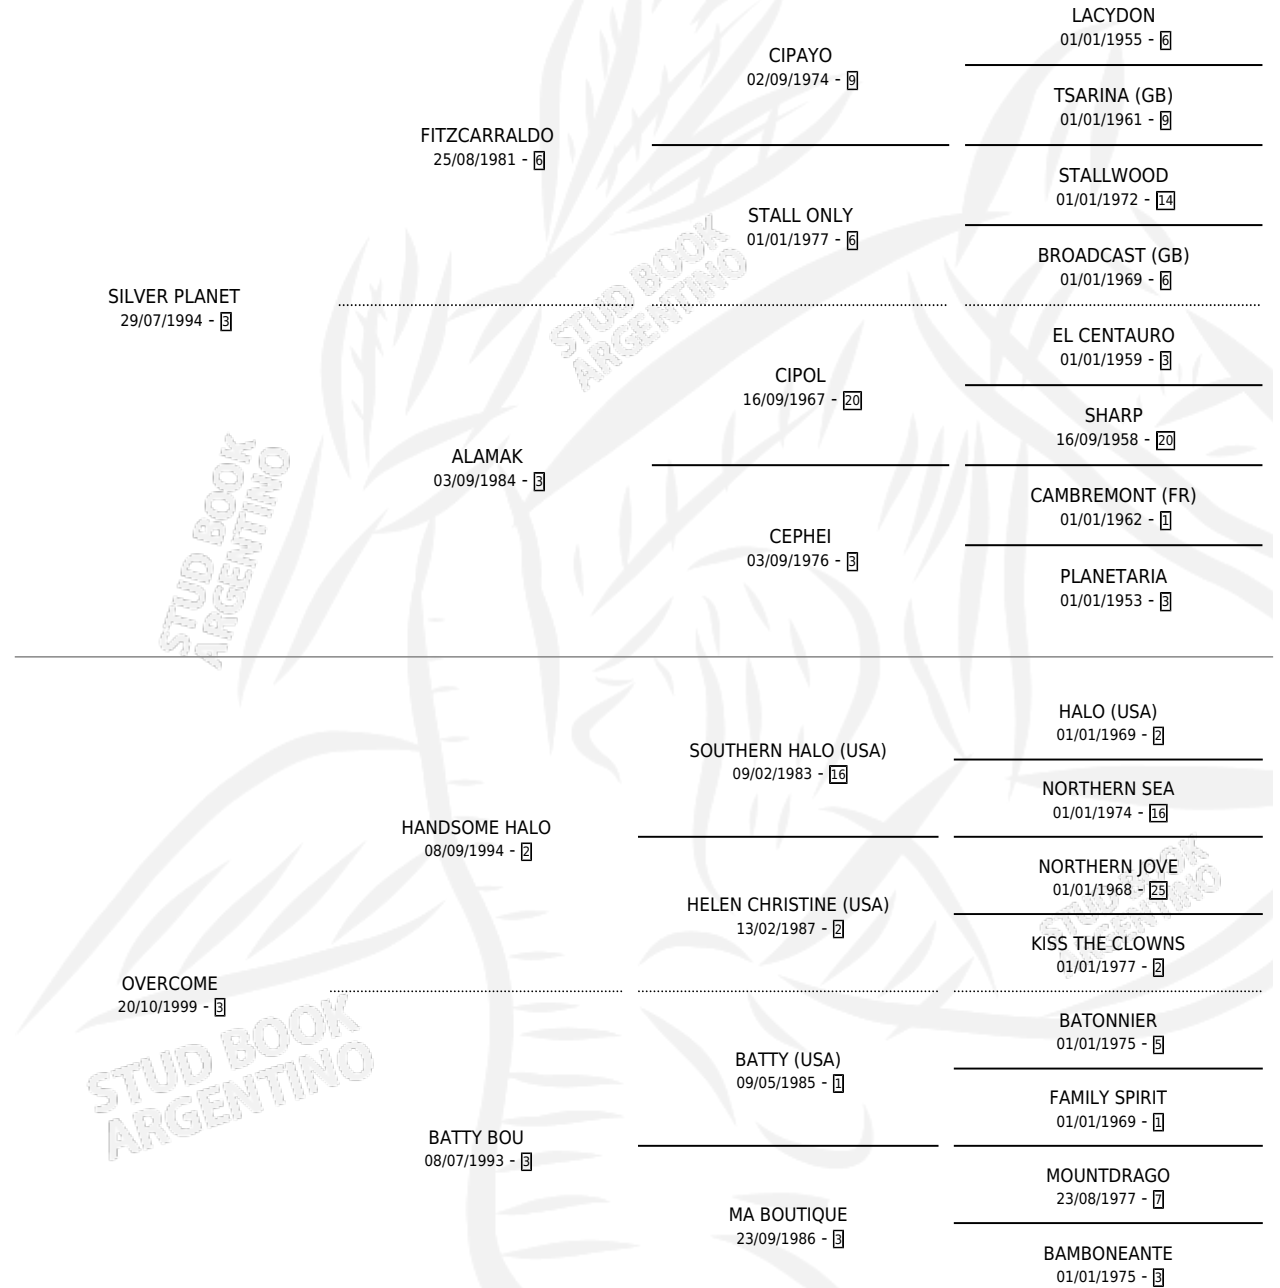 LACYDON
01/01/1955 - 6
CIPAYO
02/09/1974 - 9
TSARINA (GB)
01/01/1961 - 9
FITZCARRALDO
25/08/1981 - 6
STALLWOOD
01/01/1972 - 14
STALL ONLY
01/01/1977 - 6
BROADCAST (GB)
01/01/1969 - 6
SILVER PLANET
29/07/1994 - 3
EL CENTAURO
01/01/1959 - 3
CIPOL
16/09/1967 - 20
SHARP
16/09/1958 - 20
ALAMAK
03/09/1984 - 3
CAMBREMONT (FR)
01/01/1962 - 1
CEPHEI
03/09/1976 - 3
PLANETARIA
01/01/1953 - 3
STUD BOOK
ARGENTINO
STUD BOOK
ARGENTINO
HALO (USA)
01/01/1969 - 2
SOUTHERN HALO (USA)
09/02/1983 - 16
NORTHERN SEA
01/01/1974 - 16
HANDSOME HALO
08/09/1994 - 2
NORTHERN JOVE
01/01/1968 - 25
HELEN CHRISTINE (USA)
13/02/1987 - 2
KISS THE CLOWNS
01/01/1977 - 2
OVERCOME
20/10/1999 - 3
BATONNIER
01/01/1975 - 5
BATTY (USA)
09/05/1985 - 1
FAMILY SPIRIT
01/01/1969 - 1
BATTY BOU
08/07/1993 - 3
MOUNTDRAGO
23/08/1977 - 7
MA BOUTIQUE
23/09/1986 - 3
BAMBONEANTE
01/01/1975 - 3
STUD BOOK
ARGENTINO
STUD BOOK
ARGENTINO